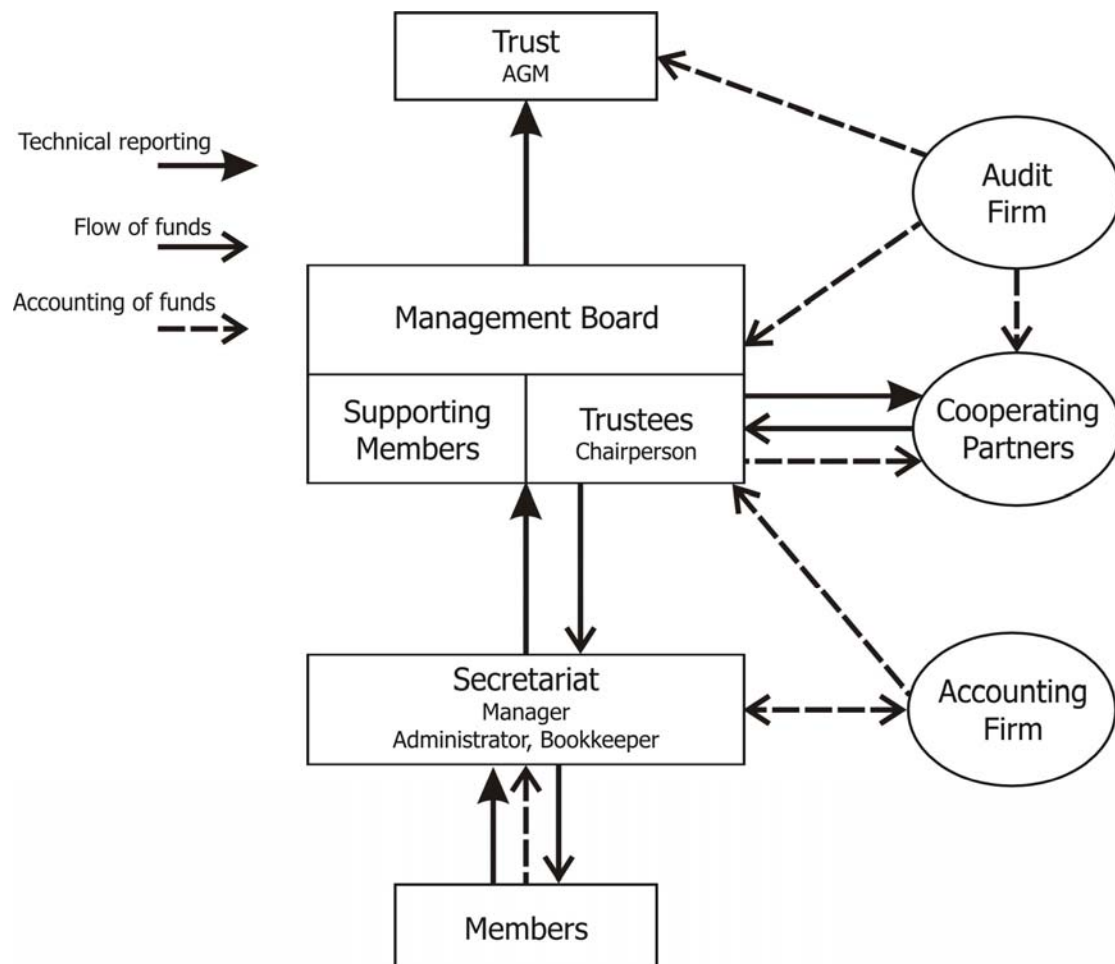 Trust
AGM
Technical reporting
Flow of funds
Accounting of funds
Audit
Firm
Management Board
Supporting
Members
Trustees
Chairperson
Cooperating
Partners
Secretariat
Manager
Administrator, Bookkeeper
Accounting
Firm
Members